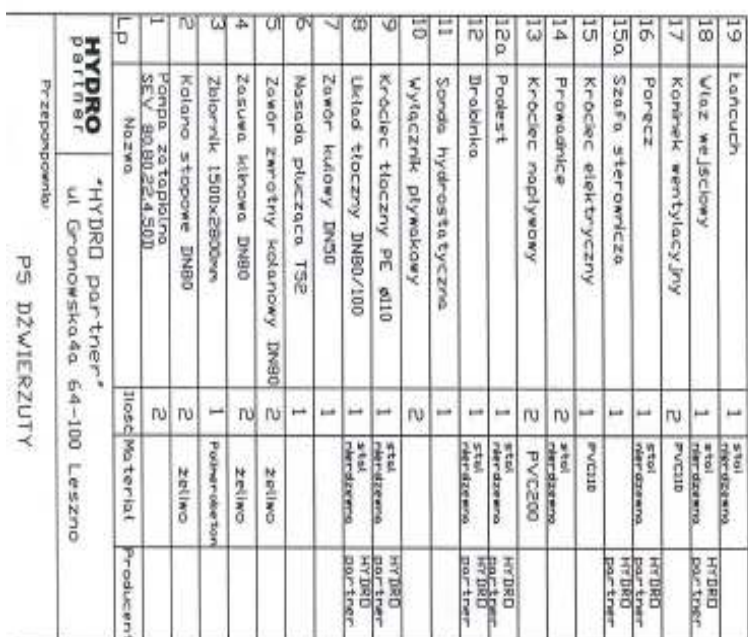 19 Łańcuch 1 stal nierdzewna
18 Właz wejściowy 1 stal nierdzewna HYDRO partner
17 Kominek wentylacyjny 2 PVC110
16 Poręcz 1 stal nierdzewna HYDRO partner
15a Szafa sterownicza 1 HYDRO partner
15 Króciec elektryczny 1 PVC110
14 Prowadnice 2 stal nierdzewna
13 Króciec napływowy 2 PVC200
12a Podest 1 stal nierdzewna HYDRO partner
12 Drabinka 1 stal nierdzewna HYDRO partner
11 Sonda hydrostatyczna 1
10 Wyłącznik pływakowy 2
9 Króciec tłoczny PE ø110 1 stal nierdzewna HYDRO partner
8 Układ tłoczny DN80/100 1 stal nierdzewna HYDRO partner
7 Zawór kulowy DN50 1
6 Nasada płucząca T52 1
5 Zawór zwrotny kolanowy DN80 2 żeliwo
4 Zasuwa klinowa DN80 2 żeliwo
3 Zbiornik 1500x2800mm 1 Polimerobeton
2 Kolano stopowe DN80 2 żeliwo
1 Pompa zatapialna 2
SEV 80.80.22.4.50D
Lp Nazwa Ilość Materiał Producent
HYDRO partner
"HYDRO partner"
ul Gronowska4a 64-100 Leszno
Przepompownia:
P5 DŹWIERZUTY